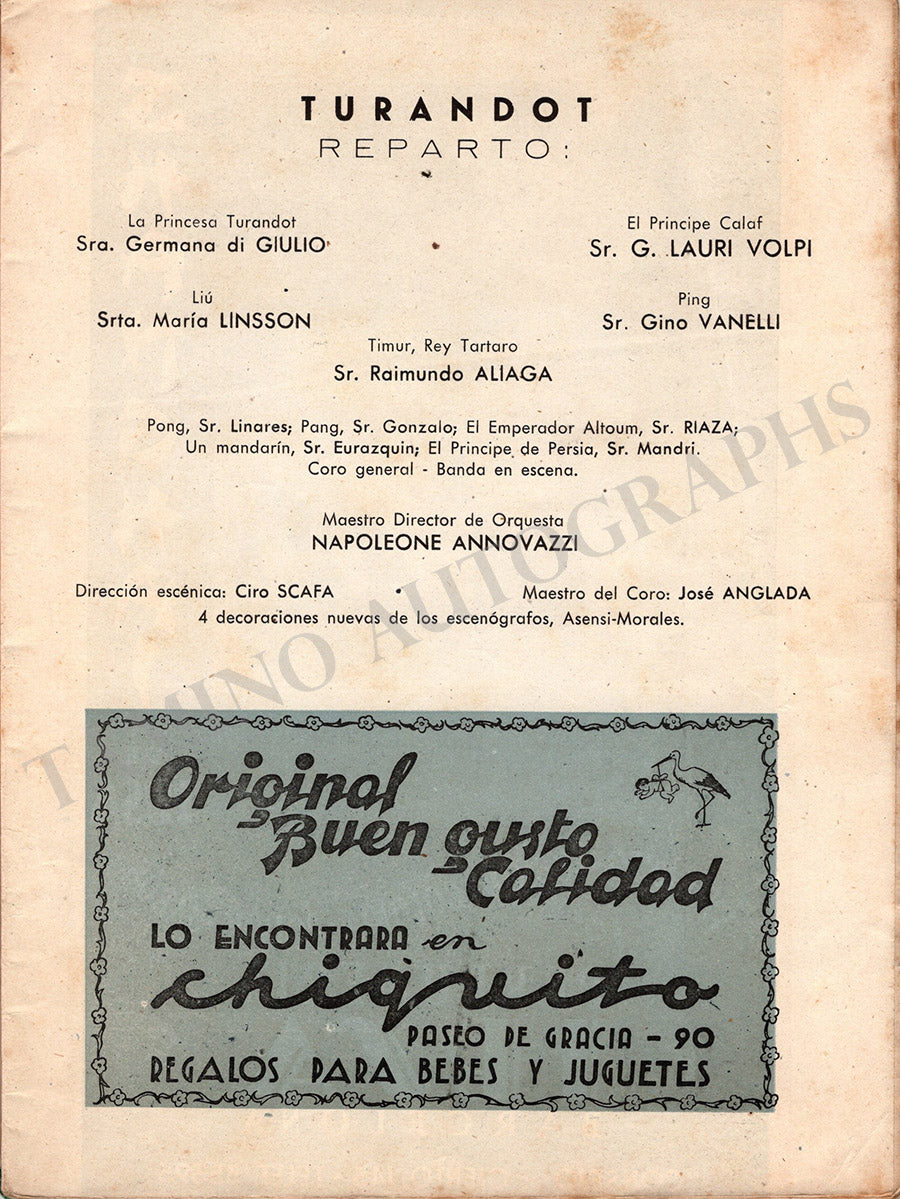 TURANDOT
REPARTO:
La Princesa Turandot
Sra. Germana di GIULIO
El Principe Calaf
Sr. G. LAURI VOLPI
Liú
Srta. María LINSSON
Ping
Sr. Gino VANELLI
Timur, Rey Tartaro
Sr. Raimundo ALIAGA
Pong, Sr. Linares; Pang, Sr. Gonzalo; El Emperador Altoum, Sr. RIAZA;
Un mandarín, Sr. Eurazquin; El Principe de Persia, Sr. Mandri.
Coro general - Banda en escena.
Maestro Director de Orquesta
NAPOLEONE ANNOVAZZI
Dirección escénica: Ciro SCAFA
Maestro del Coro: José ANGLADA
4 decoraciones nuevas de los escenógrafos, Asensi-Morales.
TAMINO AUTOGRAPHS
Original
Buen gusto
Calidad
LO ENCONTRARA en
chiquito
PASEO DE GRACIA - 90
REGALOS PARA BEBES Y JUGUETES